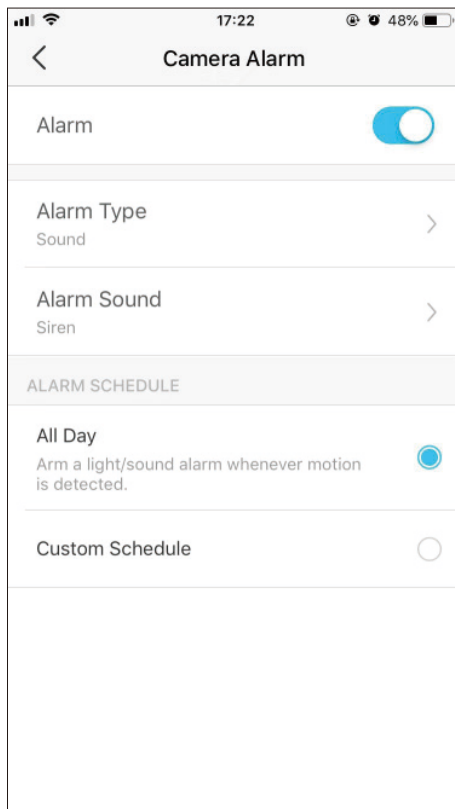 17:22
48%
Camera Alarm
Alarm
Alarm Type
Sound
Alarm Sound
Siren
ALARM SCHEDULE
All Day
Arm a light/sound alarm whenever motion
is detected.
Custom Schedule